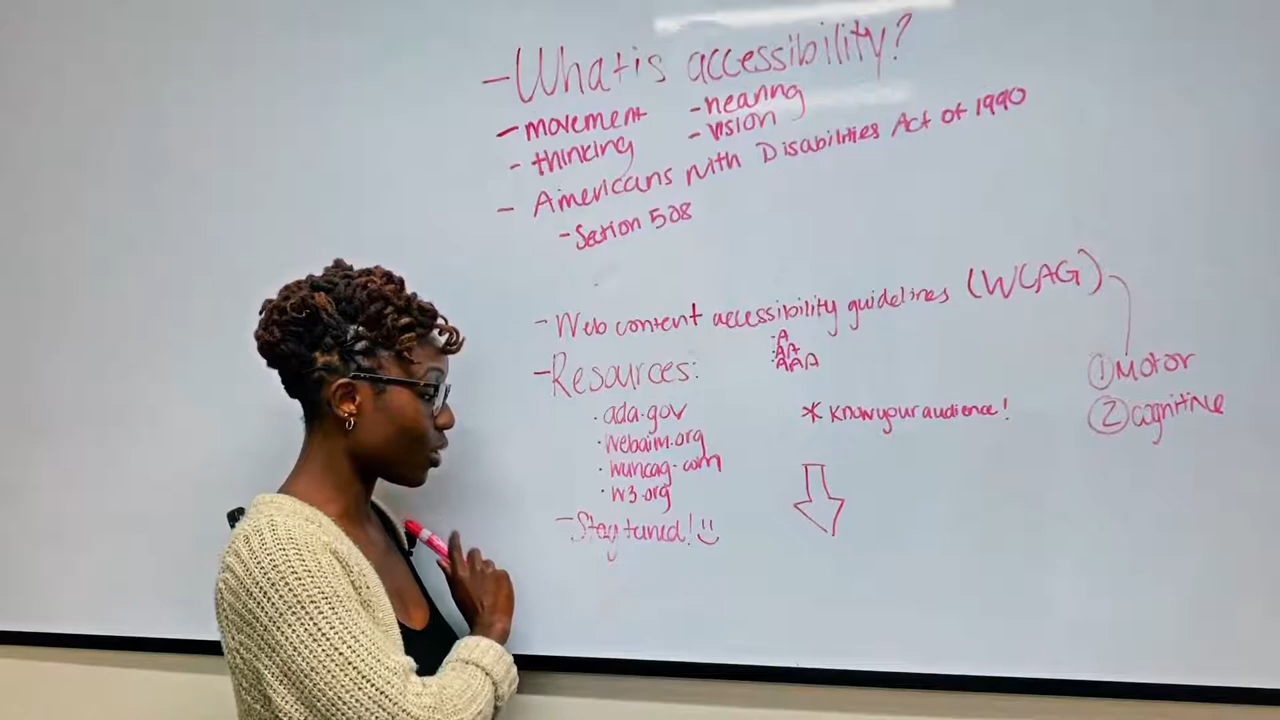 - What is accessibility?
- movement - hearing
- thinking - vision
- Americans with Disabilities Act of 1990
- Section 508
- Web content accessibility guidelines (WCAG)
- A
- AA
- AAA
① Motor
② cognitive
- Resources:
· ada.gov
· webaim.org
· wuhcag.com
· w3.org
* Know your audience!
- Stay tuned! :)